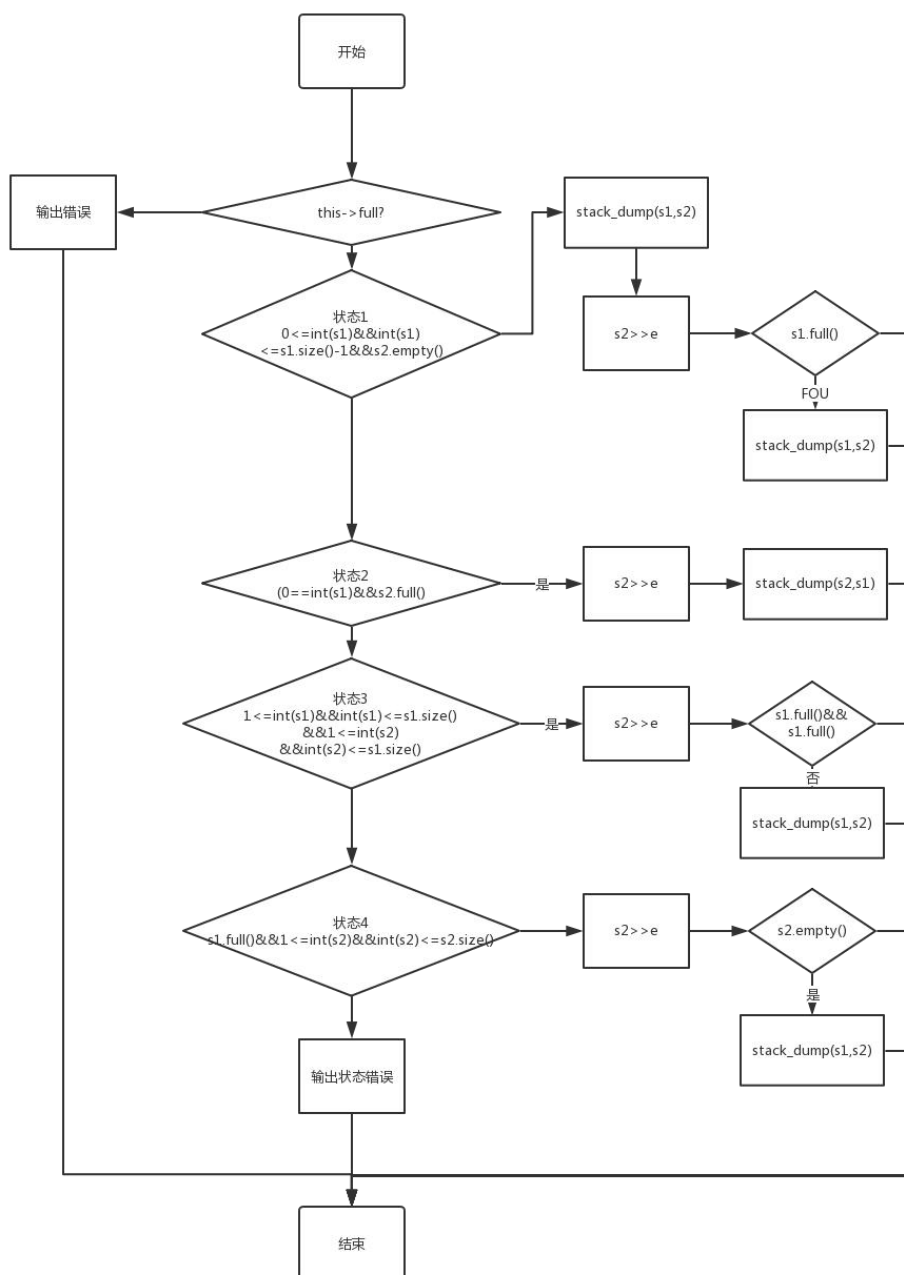 开始
输出错误
this->full?
stack_dump(s1,s2)
状态1
0<=int(s1)&&int(s1)
<=s1.size()-1&&s2.empty()
s2>>e
s1.full()
FOU
stack_dump(s1,s2)
状态2
(0==int(s1)&&s2.full()
是
s2>>e
stack_dump(s2,s1)
状态3
1<=int(s1)&&int(s1)<=s1.size()
&&1<=int(s2)
&&int(s2)<=s1.size()
是
s2>>e
s1.full()&&
s1.full()
否
stack_dump(s1,s2)
状态4
s1.full()&&1<=int(s2)&&int(s2)<=s2.size()
s2>>e
s2.empty()
是
stack_dump(s1,s2)
输出状态错误
结束